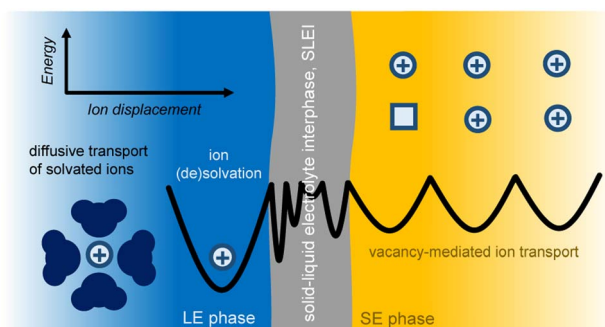 Energy
Ion displacement
diffusive transport
of solvated ions
ion
(de)solvation
solid-liquid electrolyte interphase, SLEI
vacancy-mediated ion transport
LE phase
SE phase